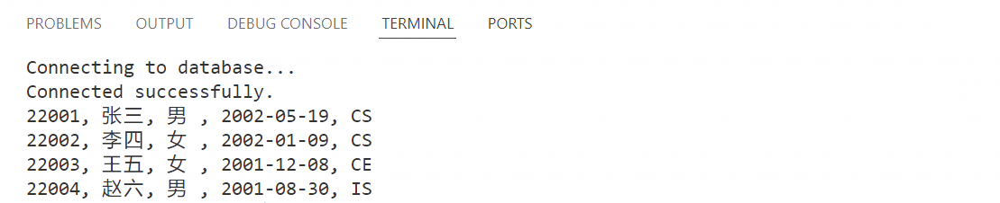 PROBLEMS OUTPUT DEBUG CONSOLE TERMINAL PORTS
Connecting to database...
Connected successfully.
22001, 张三, 男 , 2002-05-19, CS
22002, 李四, 女 , 2002-01-09, CS
22003, 王五, 女 , 2001-12-08, CE
22004, 赵六, 男 , 2001-08-30, IS